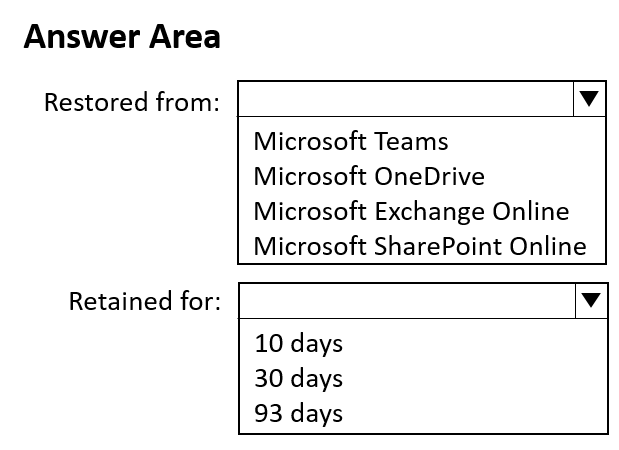 Answer Area
Restored from:
Microsoft Teams
Microsoft OneDrive
Microsoft Exchange Online
Microsoft SharePoint Online
Retained for:
10 days
30 days
93 days